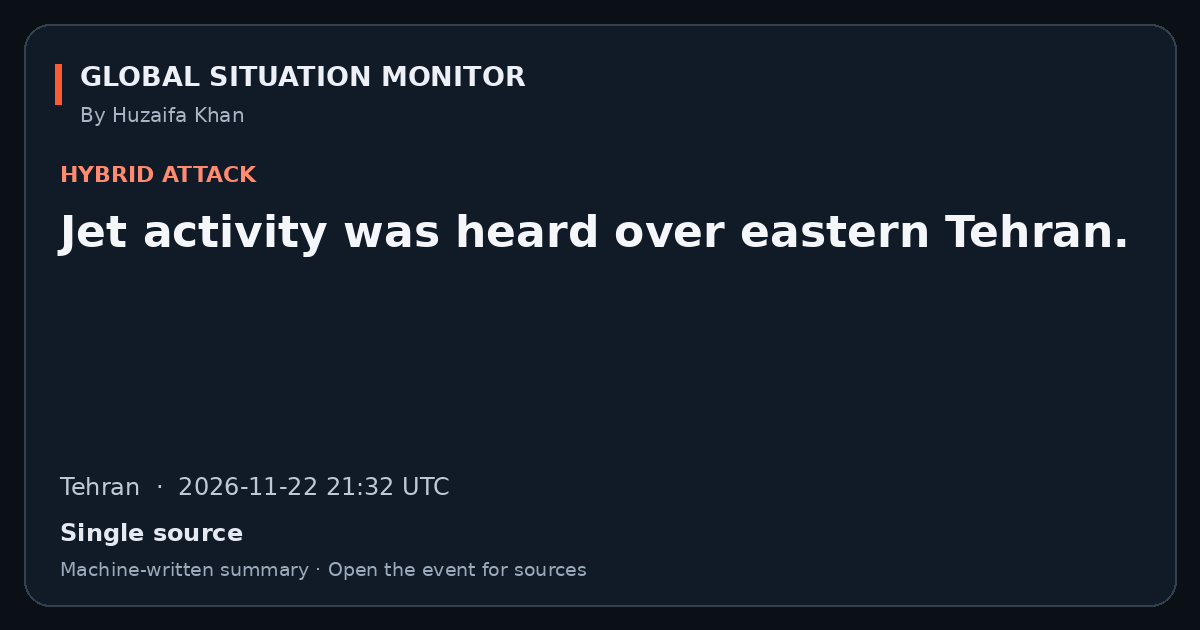 GLOBAL SITUATION MONITOR
By Huzaifa Khan
HYBRID ATTACK
Jet activity was heard over eastern Tehran.
Tehran · 2026-11-22 21:32 UTC
Single source
Machine-written summary · Open the event for sources